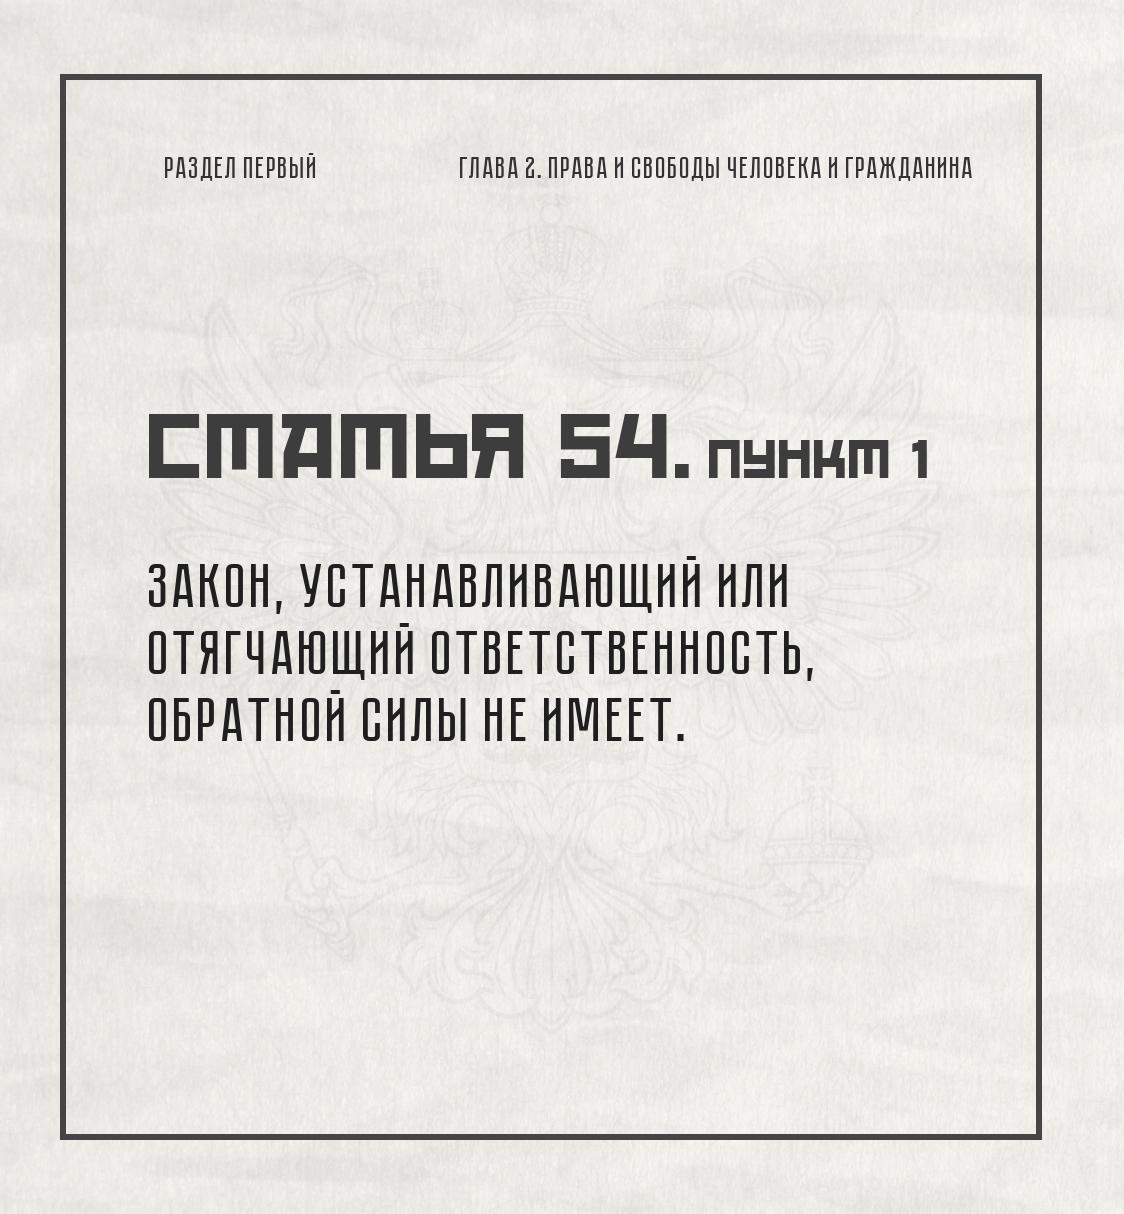 РАЗДЕЛ ПЕРВЫЙ
ГЛАВА 2. ПРАВА И СВОБОДЫ ЧЕЛОВЕКА И ГРАЖДАНИНА
СТАТЬЯ 54. ПУНКТ 1
ЗАКОН, УСТАНАВЛИВАЮЩИЙ ИЛИ
ОТЯГЧАЮЩИЙ ОТВЕТСТВЕННОСТЬ,
ОБРАТНОЙ СИЛЫ НЕ ИМЕЕТ.